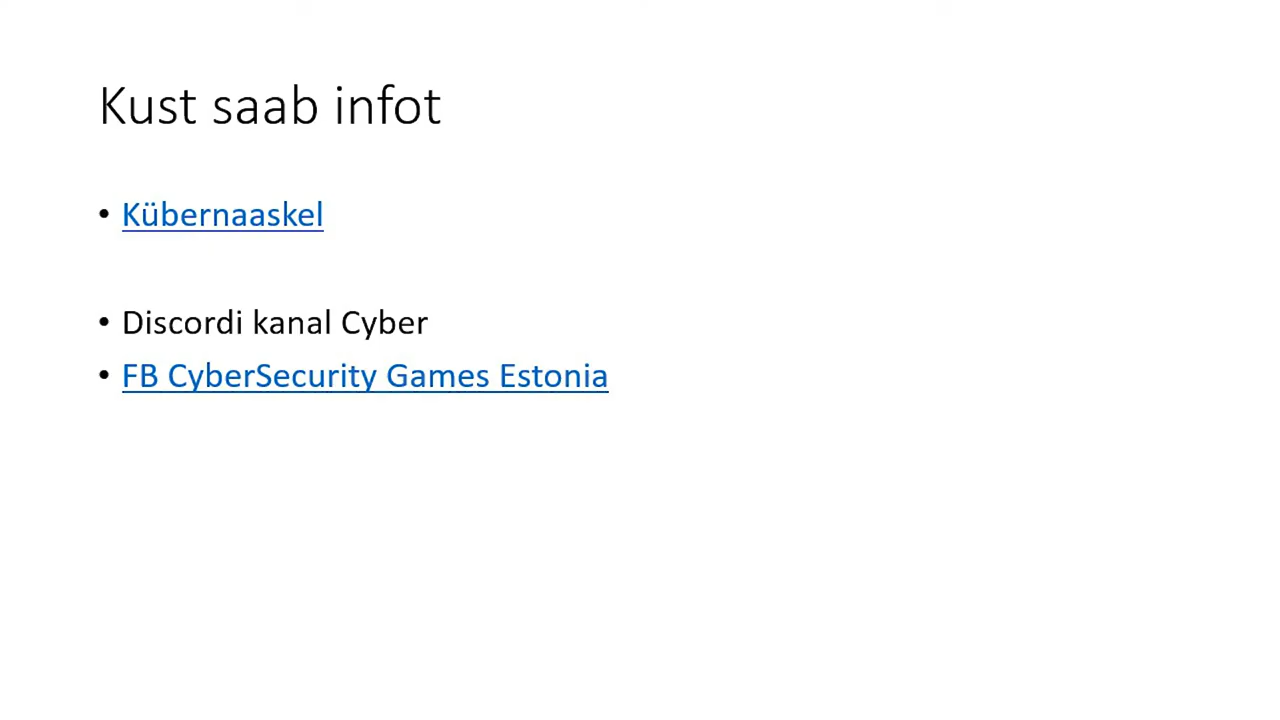 Kust saab infot
• Kübernaaskel
• Discordi kanal Cyber
• FB CyberSecurity Games Estonia